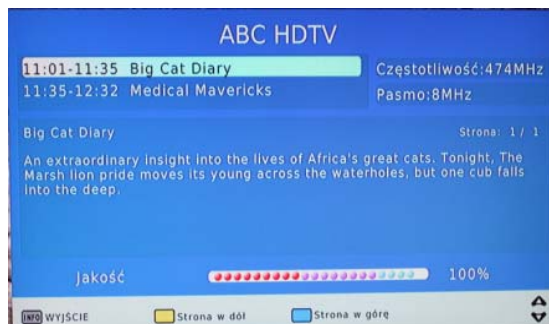 ABC HDTV
11:01-11:35 Big Cat Diary
11:35-12:32 Medical Mavericks
Częstotliwość:474MHz
Pasmo:8MHz
Big Cat Diary
Strona: 1/ 1
An extraordinary insight into the lives of Africa's great cats. Tonight, The
Marsh lion pride moves its young across the waterholes, but one cub falls
into the deep.
Jakość
100%
INFO WYJŚCIE
Strona w dół
Strona w górę